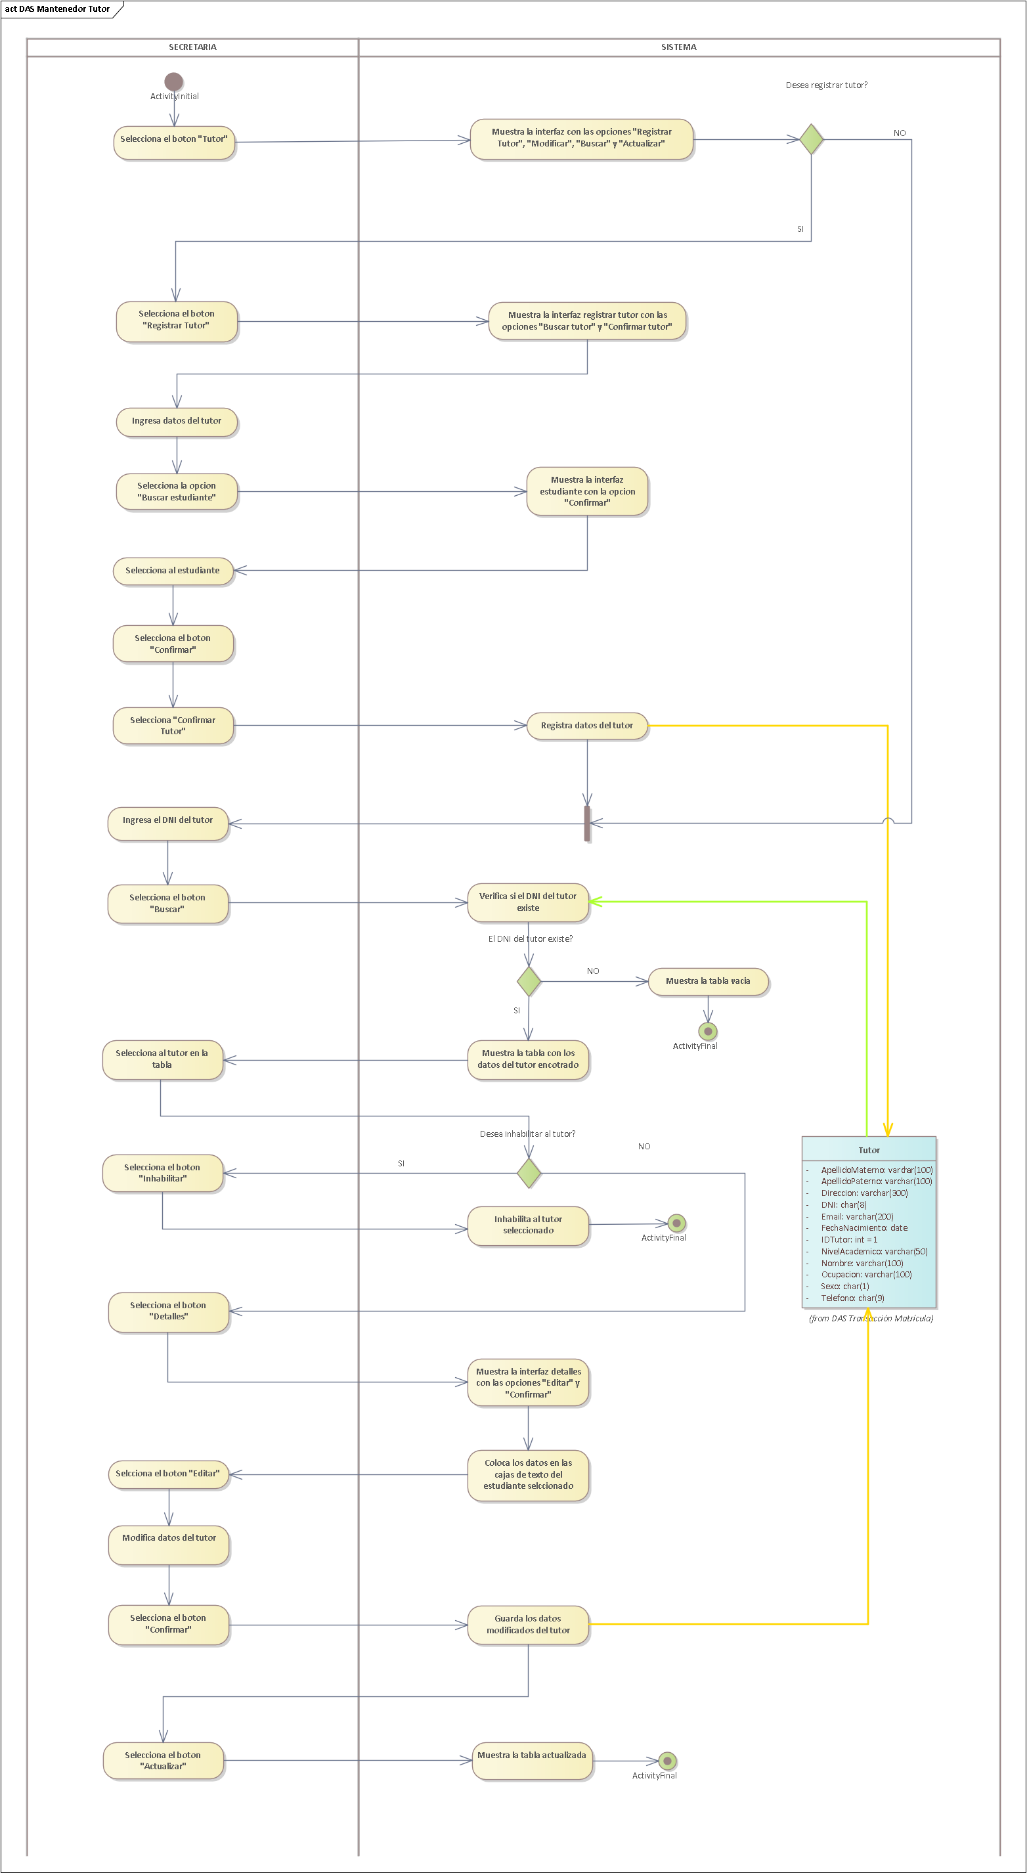 act DAS Mantenedor Tutor
SECRETARIA
SISTEMA
ActivityInitial
Desea registrar tutor?
Selecciona el boton "Tutor"
Muestra la interfaz con las opciones "Registrar
Tutor", "Modificar", "Buscar" y "Actualizar"
NO
SI
Selecciona el boton
"Registrar Tutor"
Muestra la interfaz registrar tutor con las
opciones "Buscar tutor" y "Confirmar tutor"
Ingresa datos del tutor
Selecciona la opcion
"Buscar estudiante"
Muestra la interfaz
estudiante con la opcion
"Confirmar"
Selecciona al estudiante
Selecciona el boton
"Confirmar"
Selecciona "Confirmar
Tutor"
Registra datos del tutor
Ingresa el DNI del tutor
Selecciona el boton
"Buscar"
Verifica si el DNI del tutor
existe
El DNI del tutor existe?
NO
Muestra la tabla vacia
SI
ActivityFinal
Selecciona al tutor en la
tabla
Muestra la tabla con los
datos del tutor encotrado
Desea inhabilitar al tutor?
NO
SI
Selecciona el boton
"Inhabilitar"
Inhabilita al tutor
seleccionado
ActivityFinal
Tutor
- ApellidoMaterno: varchar(100)
- ApellidoPaterno: varchar(100)
- Direccion: varchar(300)
- DNI: char(8)
- Email: varchar(200)
- FechaNacimiento: date
- IDTutor: int = 1
- NivelAcademico: varchar(50)
- Nombre: varchar(100)
- Ocupacion: varchar(100)
- Sexo: char(1)
- Telefono: char(9)
(from DAS Transacción Matricula)
Selecciona el boton
"Detalles"
Muestra la interfaz detalles
con las opciones "Editar" y
"Confirmar"
Coloca los datos en las
cajas de texto del
estudiante selccionado
Selcciona el boton "Editar"
Modifica datos del tutor
Selecciona el boton
"Confirmar"
Guarda los datos
modificados del tutor
Selecciona el boton
"Actualizar"
Muestra la tabla actualizada
ActivityFinal